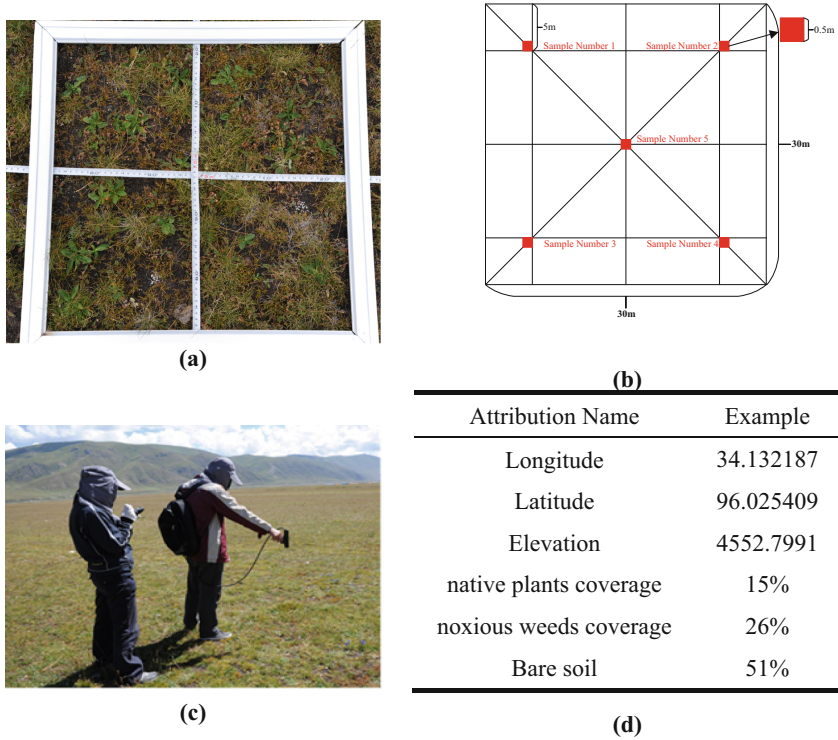 5m
Sample Number 1
Sample Number 2
0.5m
Sample Number 5
30m
Sample Number 3
Sample Number 4
30m
(a)
(b)
Attribution Name Example
Longitude 34.132187
Latitude 96.025409
Elevation 4552.7991
native plants coverage 15%
noxious weeds coverage 26%
Bare soil 51%
(c)
(d)